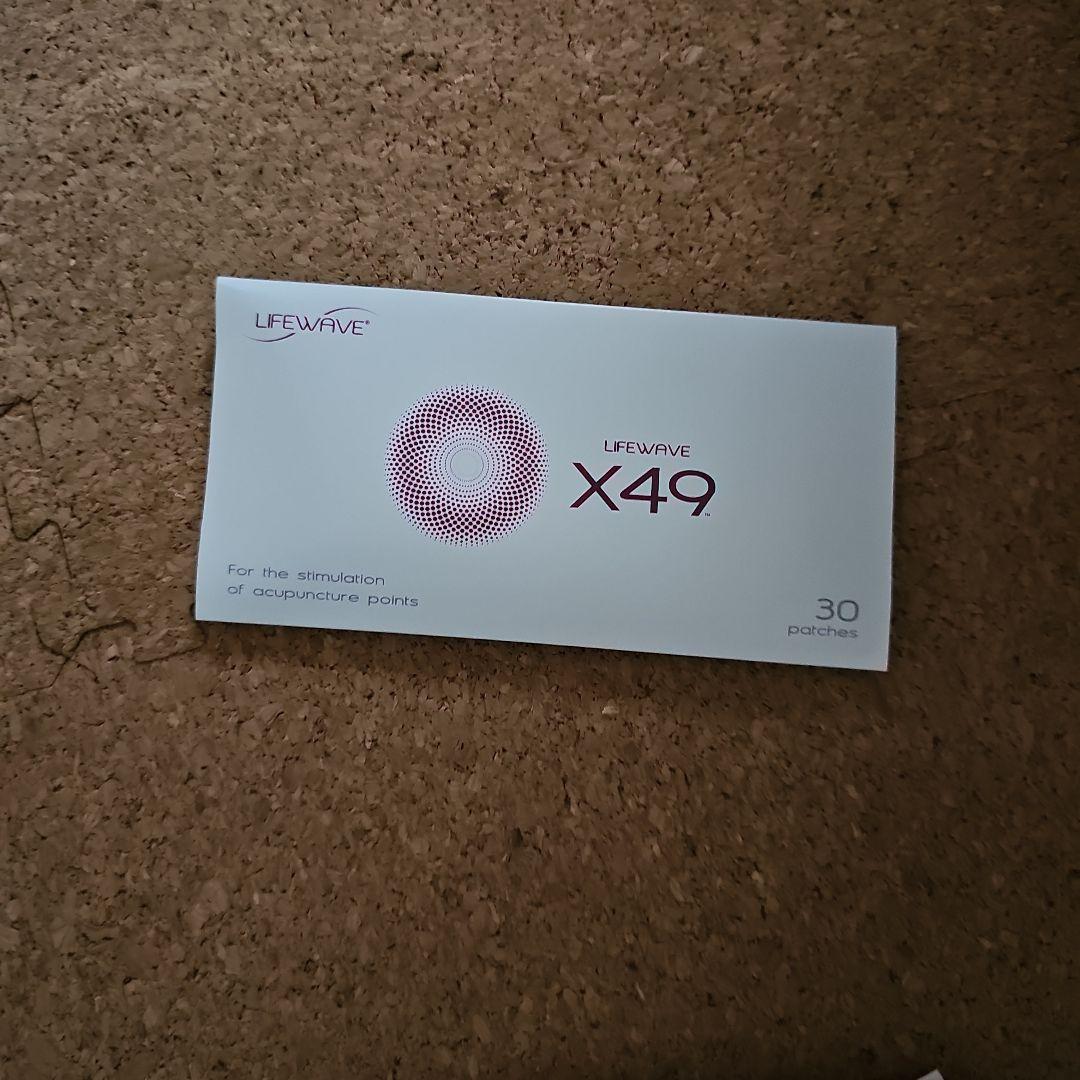 LIFEWAVE®
LIFEWAVE
X49™
For the stimulation
of acupuncture points
30
patches